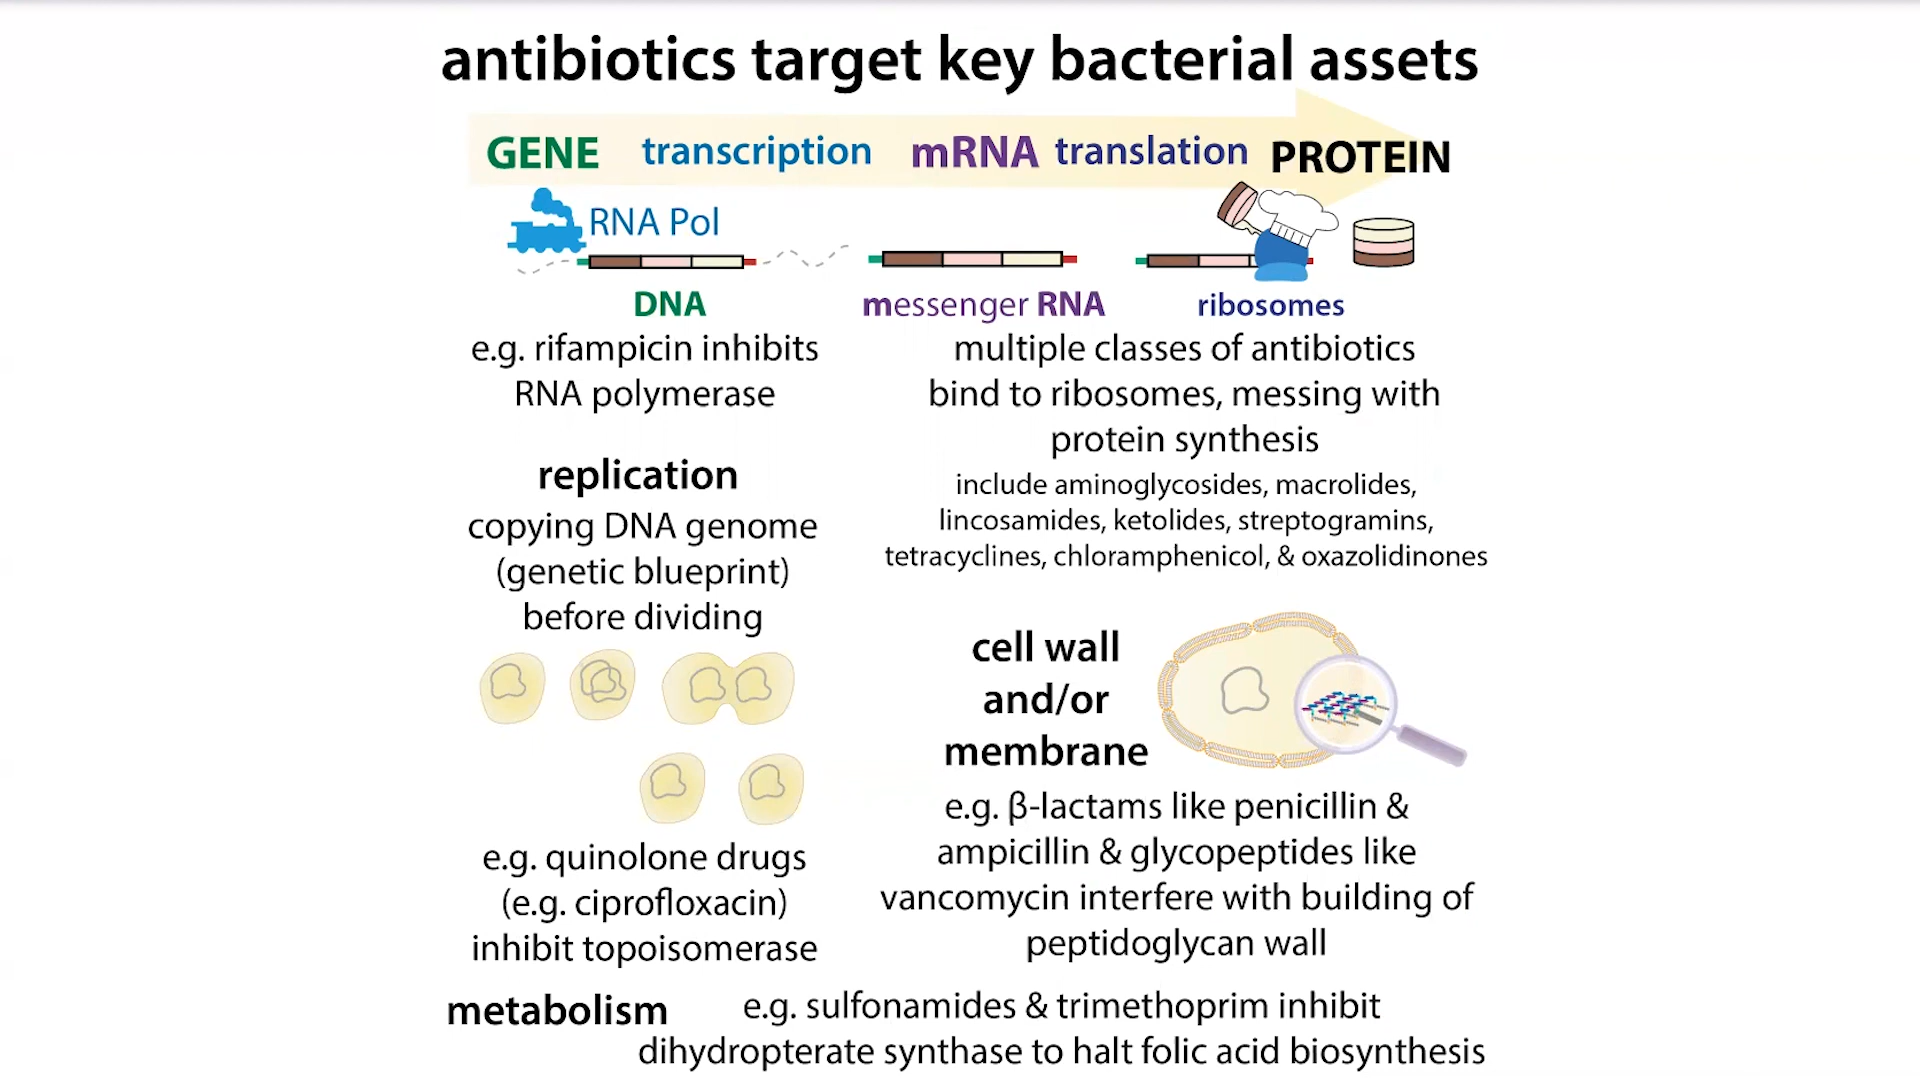 antibiotics target key bacterial assets
GENE transcription mRNA translation PROTEIN
RNA Pol
DNA
messenger RNA
ribosomes
e.g. rifampicin inhibits
RNA polymerase
multiple classes of antibiotics
bind to ribosomes, messing with
protein synthesis
include aminoglycosides, macrolides,
lincosamides, ketolides, streptogramins,
tetracyclines, chloramphenicol, & oxazolidinones
replication
copying DNA genome
(genetic blueprint)
before dividing
e.g. quinolone drugs
(e.g. ciprofloxacin)
inhibit topoisomerase
cell wall
and/or
membrane
e.g. β-lactams like penicillin &
ampicillin & glycopeptides like
vancomycin interfere with building of
peptidoglycan wall
metabolism
e.g. sulfonamides & trimethoprim inhibit
dihydropterate synthase to halt folic acid biosynthesis